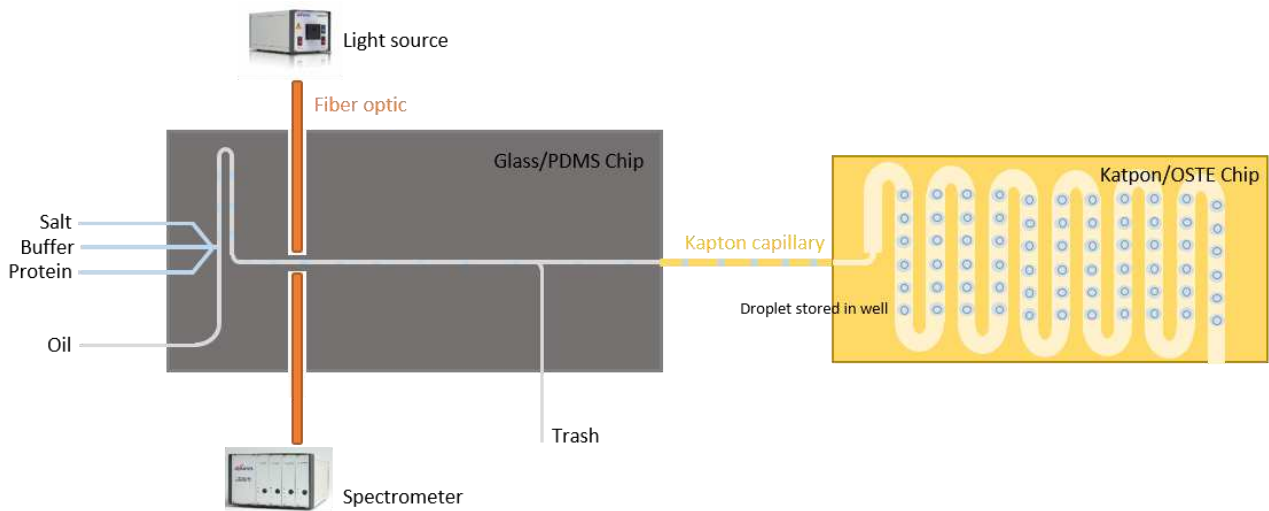 Light source
Fiber optic
Glass/PDMS Chip
Katpon/OSTE Chip
Salt
Buffer
Protein
Kapton capillary
Droplet stored in well
Oil
Trash
Spectrometer